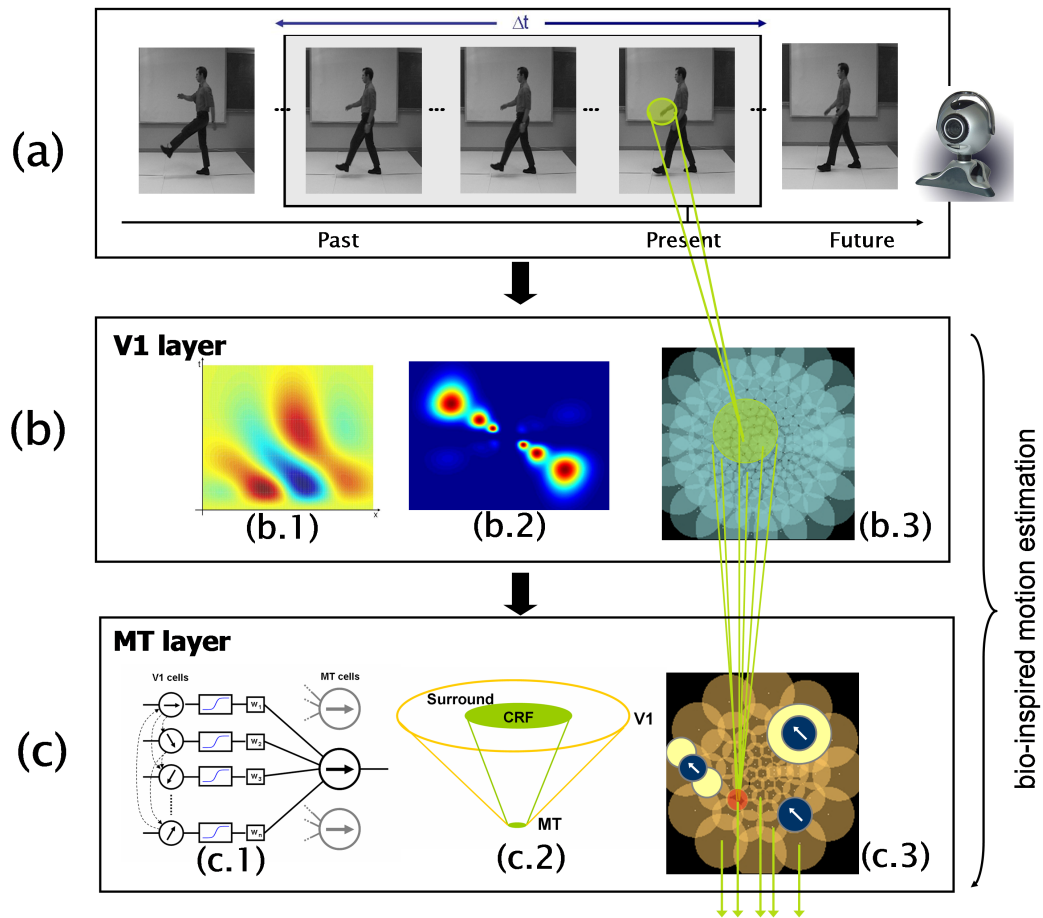 Δt
(a)
Past
Present
Future
V1 layer
(b)
t
x
(b.1)
(b.2)
(b.3)
bio-inspired motion estimation
MT layer
(c)
V1 cells
MT cells
W1
W2
W3
Wn
(c.1)
Surround
CRF
V1
MT
(c.2)
(c.3)